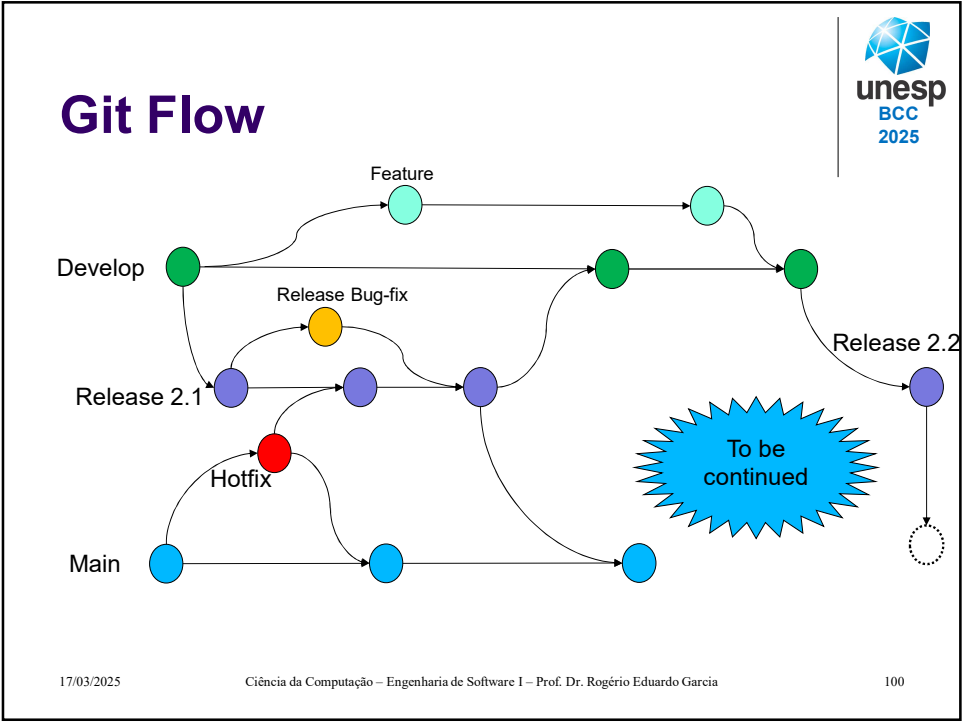 unesp
BCC
2025
Git Flow
Feature
Develop
Release Bug-fix
Release 2.2
Release 2.1
To be
continued
Hotfix
Main
17/03/2025
Ciência da Computação – Engenharia de Software I – Prof. Dr. Rogério Eduardo Garcia
100